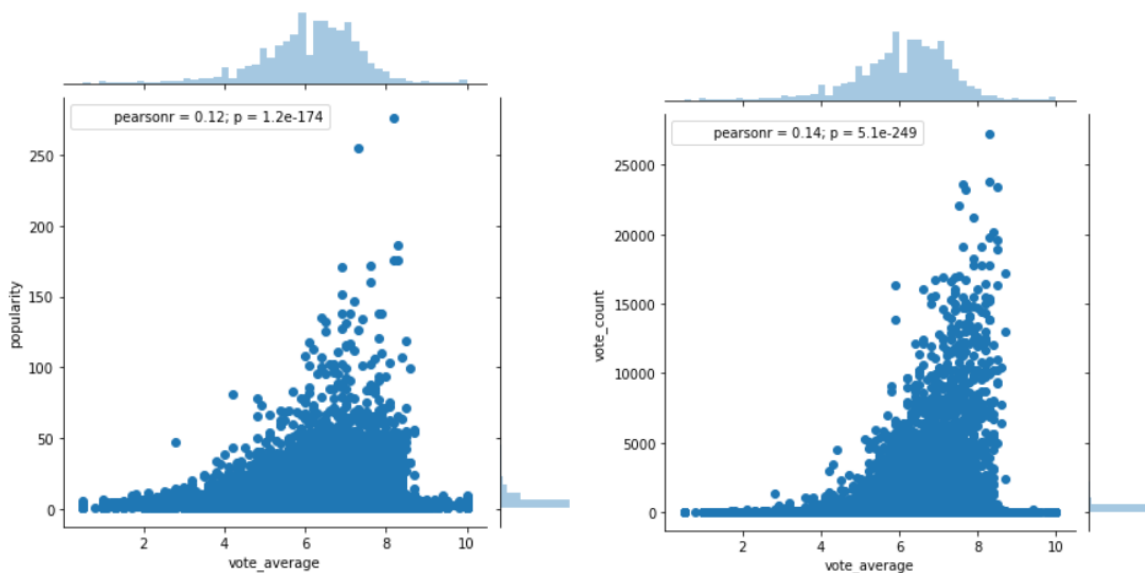 pearsonr = 0.12; p = 1.2e-174
250
200
150
100
50
0
popularity
2 4 6 8 10
vote_average
pearsonr = 0.14; p = 5.1e-249
25000
20000
15000
10000
5000
0
vote_count
2 4 6 8 10
vote_average